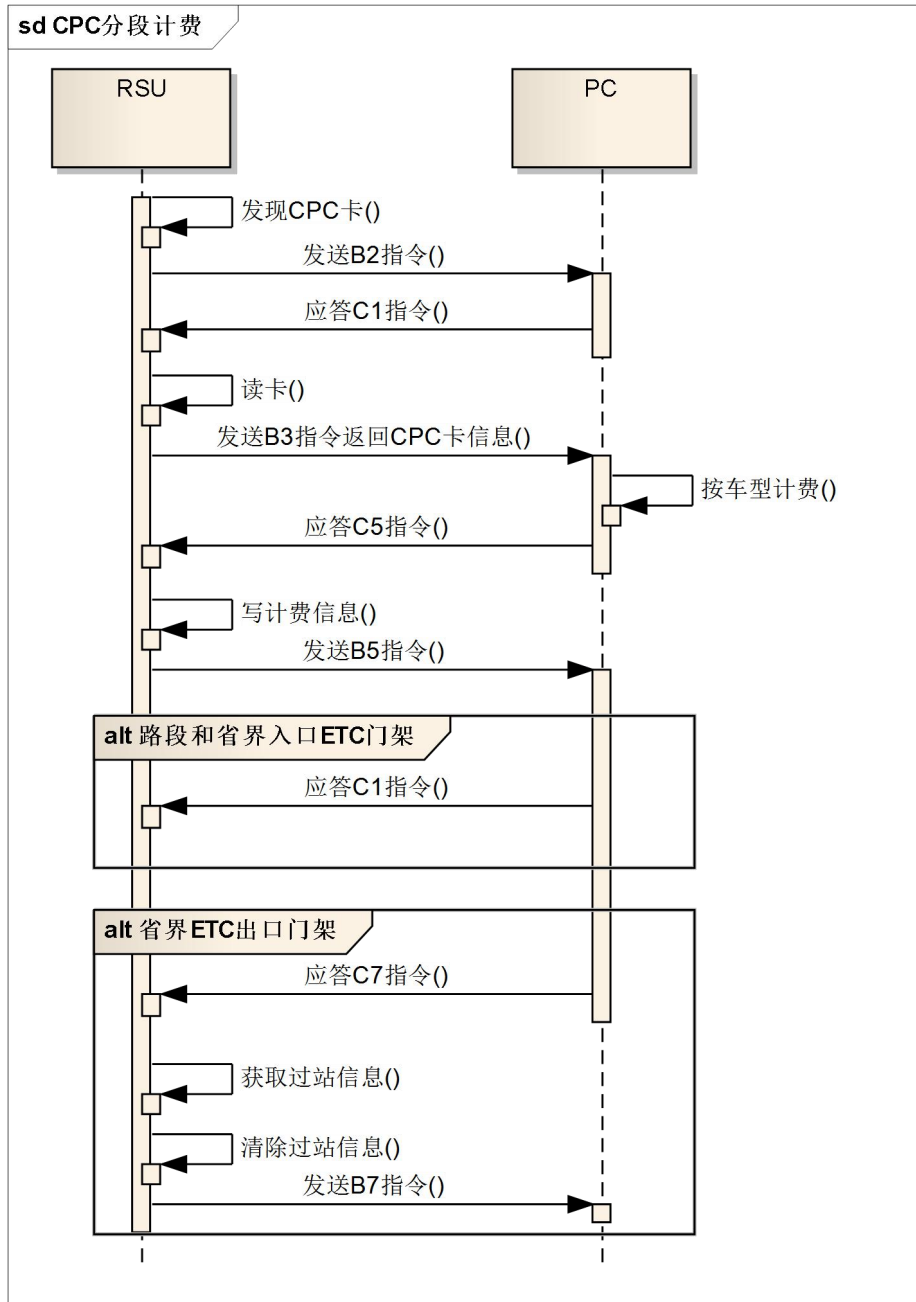 sd CPC分段计费
RSU
PC
发现CPC卡()
发送B2指令()
应答C1指令()
读卡()
发送B3指令返回CPC卡信息()
按车型计费()
应答C5指令()
写计费信息()
发送B5指令()
alt 路段和省界入口ETC门架
应答C1指令()
alt 省界ETC出口门架
应答C7指令()
获取过站信息()
清除过站信息()
发送B7指令()